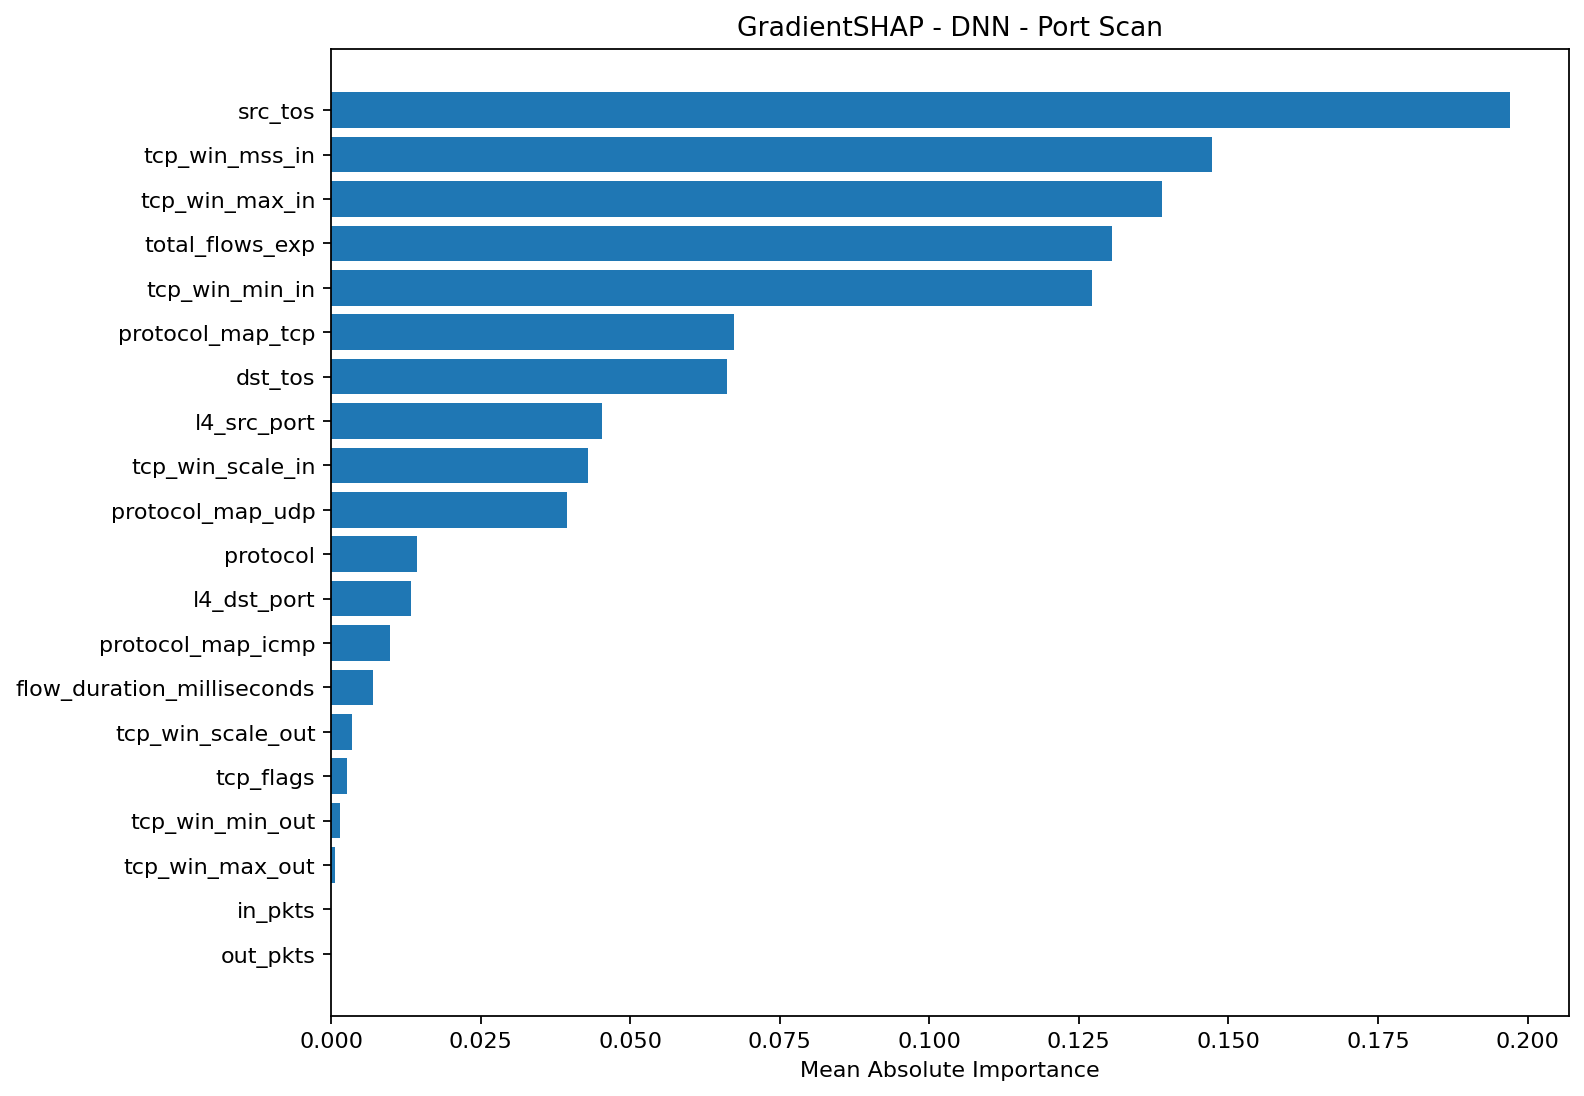 GradientSHAP - DNN - Port Scan
src_tos
tcp_win_mss_in
tcp_win_max_in
total_flows_exp
tcp_win_min_in
protocol_map_tcp
dst_tos
l4_src_port
tcp_win_scale_in
protocol_map_udp
protocol
l4_dst_port
protocol_map_icmp
flow_duration_milliseconds
tcp_win_scale_out
tcp_flags
tcp_win_min_out
tcp_win_max_out
in_pkts
out_pkts
0.000 0.025 0.050 0.075 0.100 0.125 0.150 0.175 0.200
Mean Absolute Importance